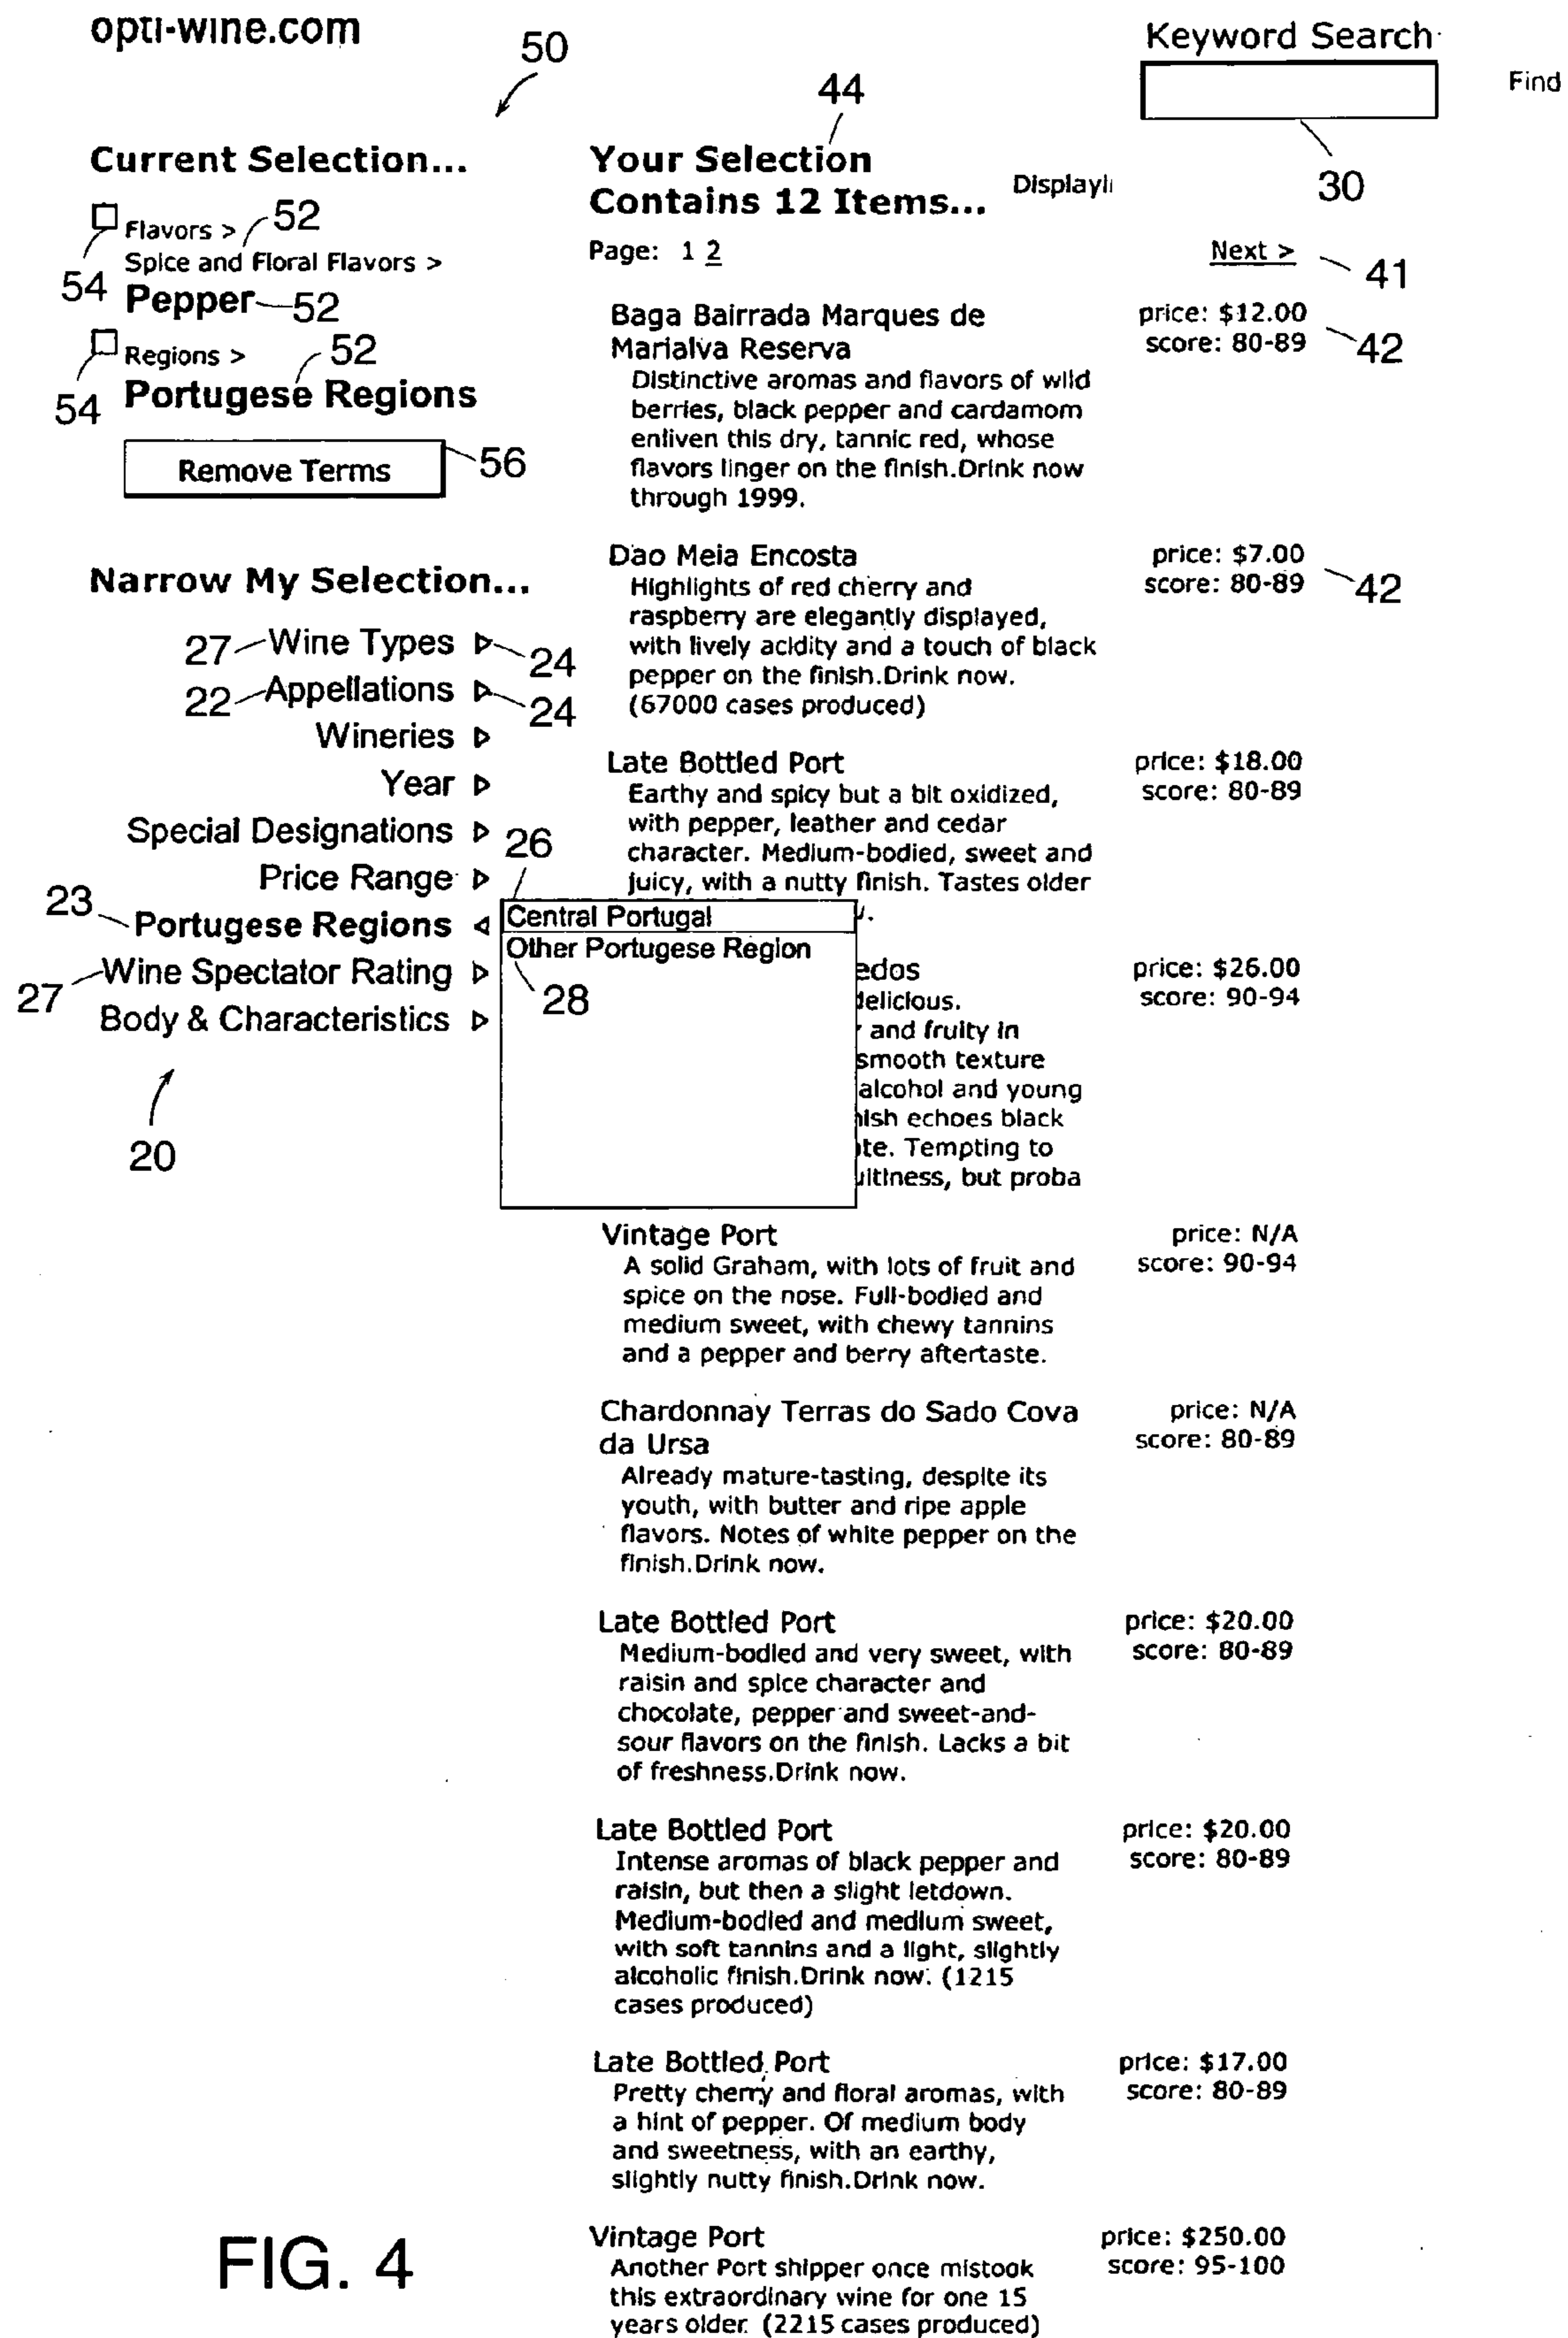 opti-wine.com
50
Keyword Search
Find
44
30
Current Selection...
Flavors >
52
Spice and Floral Flavors >
54
Pepper
52
Regions >
52
54
Portugese Regions
Remove Terms
56
Narrow My Selection...
27
Wine Types
24
22
Appellations
24
Wineries
Year
Special Designations
26
Price Range
23
Portugese Regions
Central Portugal
Other Portugese Region
28
Wine Spectator Rating
27
Body & Characteristics
20
Your Selection
Contains 12 Items...
Page: 1 2
Next >
41
Baga Bairrada Marques de
Marialva Reserva
price: $12.00
score: 80-89
42
Distinctive aromas and flavors of wild
berries, black pepper and cardamom
enliven this dry, tannic red, whose
flavors linger on the finish.Drink now
through 1999.
Dao Meia Encosta
price: $7.00
score: 80-89
42
Highlights of red cherry and
raspberry are elegantly displayed,
with lively acidity and a touch of black
pepper on the finish.Drink now.
(67000 cases produced)
Late Bottled Port
price: $18.00
score: 80-89
Earthy and spicy but a bit oxidized,
with pepper, leather and cedar
character. Medium-bodied, sweet and
juicy, with a nutty finish. Tastes older
price: $26.00
score: 90-94
and fruity in
smooth texture
alcohol and young
echoes black
Tempting to
but proba
Vintage Port
price: N/A
score: 90-94
A solid Graham, with lots of fruit and
spice on the nose. Full-bodied and
medium sweet, with chewy tannins
and a pepper and berry aftertaste.
Chardonnay Terras do Sado Cova
da Ursa
price: N/A
score: 80-89
Already mature-tasting, despite its
youth, with butter and ripe apple
flavors. Notes of white pepper on the
finish.Drink now.
Late Bottled Port
price: $20.00
score: 80-89
Medium-bodied and very sweet, with
raisin and spice character and
chocolate, pepper and sweet-and-
sour flavors on the finish. Lacks a bit
of freshness.Drink now.
Late Bottled Port
price: $20.00
score: 80-89
Intense aromas of black pepper and
raisin, but then a slight letdown.
Medium-bodied and medium sweet,
with soft tannins and a light, slightly
alcoholic finish.Drink now. (1215
cases produced)
Late Bottled Port
price: $17.00
score: 80-89
Pretty cherry and floral aromas, with
a hint of pepper. Of medium body
and sweetness, with an earthy,
slightly nutty finish.Drink now.
Vintage Port
price: $250.00
score: 95-100
Another Port shipper once mistook
this extraordinary wine for one 15
years older. (2215 cases produced)
FIG. 4